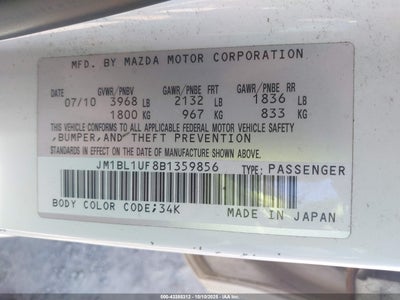 MFD. BY MAZDA MOTOR CORPORATION
GVWR/PNBV GAWR/PNBE FRT GAWR/PNBE RR
07/10 3968 LB 2132 LB 1836 LB
1800 KG 967 KG 833 KG
THIS VEHICLE CONFORMS TO ALL APPLICABLE FEDERAL MOTOR VEHICLE SAFETY
,BUMPER,AND THEFT PREVENTION
STANDARDS IN EFFECT ON THE DATE OF MANUFACTURE SHOWN ABOVE.
JM1BL1UF8B1359856 TYPE: PASSENGER
BODY COLOR CODE;34K MADE IN JAPAN